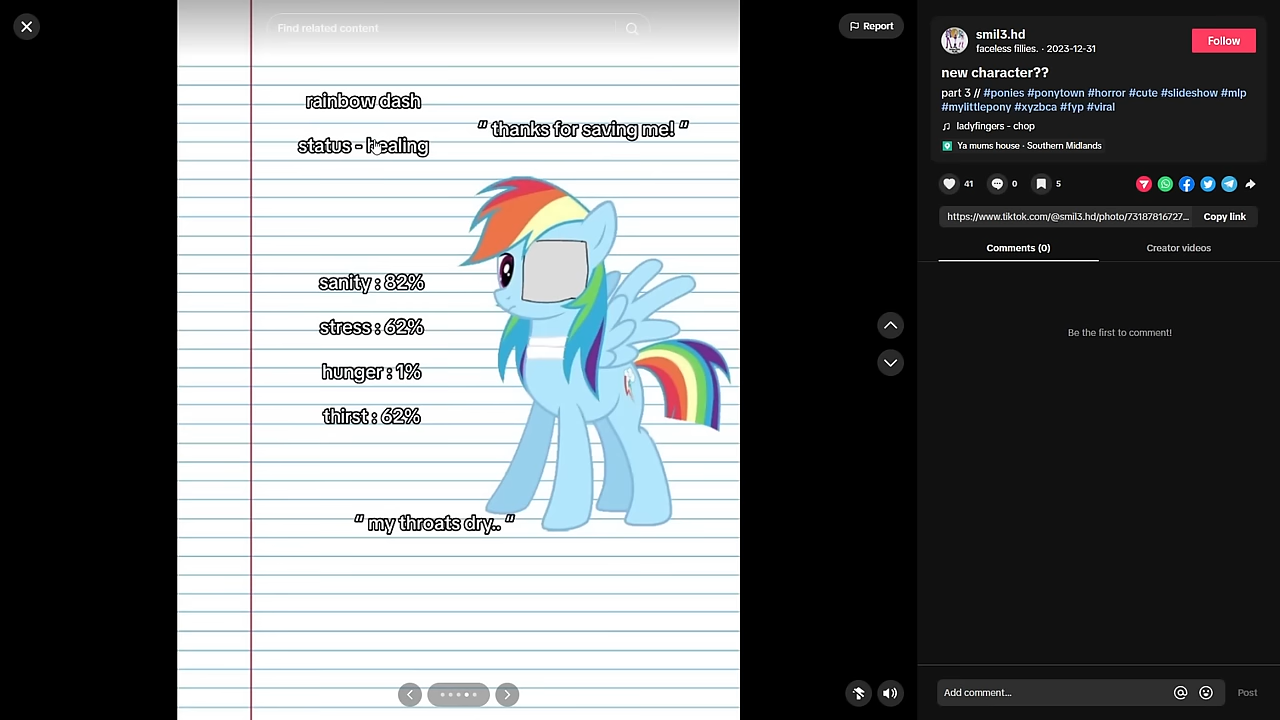 Find related content
Report
rainbow dash
status - healing
" thanks for saving me! "
sanity : 82%
stress : 62%
hunger : 1%
thirst : 62%
" my throats dry.. "
smil3.hd
faceless fillies. · 2023-12-31
Follow
new character??
part 3 // #ponies #ponytown #horror #cute #slideshow #mlp
#mylittlepony #xyzbca #fyp #viral
ladyfingers - chop
Ya mums house · Southern Midlands
41
0
5
https://www.tiktok.com/@smil3.hd/photo/73187816727...
Copy link
Comments (0)
Creator videos
Be the first to comment!
Add comment...
Post